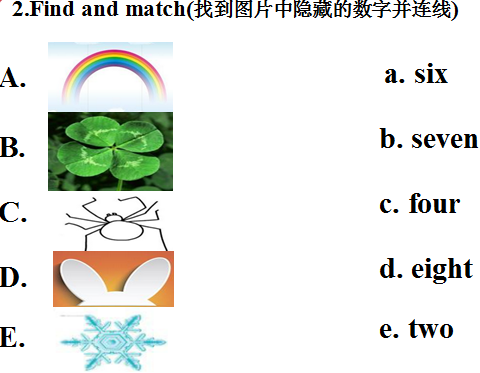 2.Find and match(找到图片中隐藏的数字并连线)
A. a. six
B. b. seven
C. c. four
D. d. eight
E. e. two